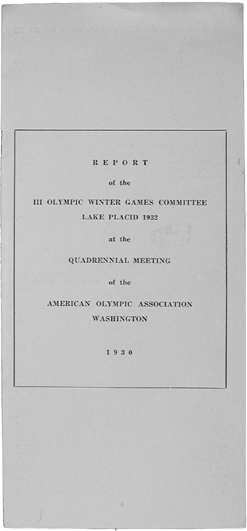 REPORT
of the
III OLYMPIC WINTER GAMES COMMITTEE
LAKE PLACID 1932
at the
QUADRENNIAL MEETING
of the
AMERICAN OLYMPIC ASSOCIATION
WASHINGTON
1930